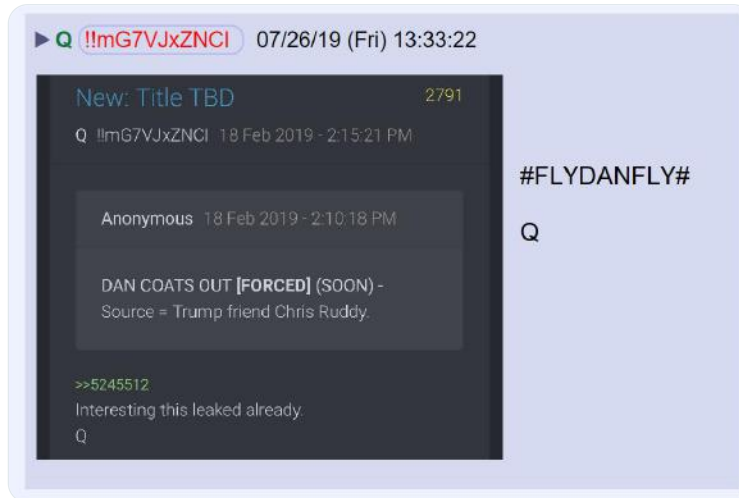 ▶ Q !!mG7VJxZNCI 07/26/19 (Fri) 13:33:22
New: Title TBD 2791
Q !!mG7VJxZNCI 18 Feb 2019 - 2:15:21 PM
Anonymous 18 Feb 2019 - 2:10:18 PM
DAN COATS OUT [FORCED] (SOON) -
Source = Trump friend Chris Ruddy.
>>5245512
Interesting this leaked already.
Q
#FLYDANFLY#
Q